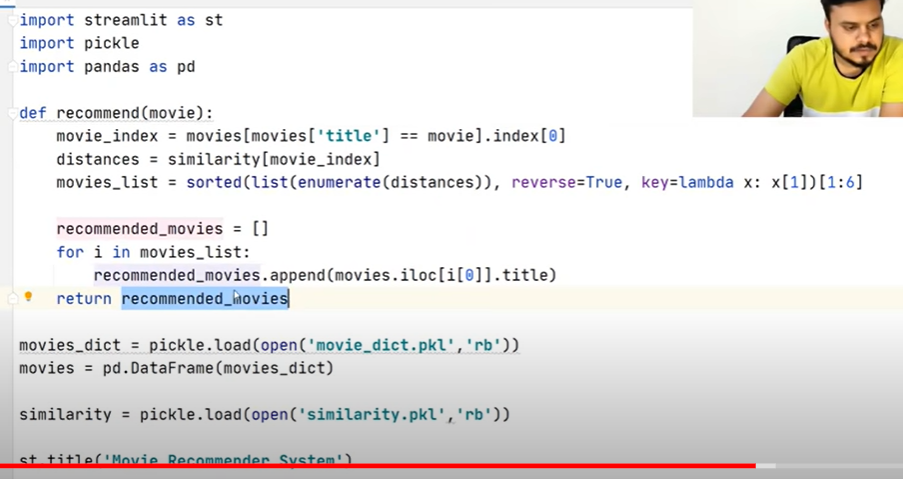 import streamlit as st
import pickle
import pandas as pd
def recommend(movie):
movie_index = movies[movies['title'] == movie].index[0]
distances = similarity[movie_index]
movies_list = sorted(list(enumerate(distances)), reverse=True, key=lambda x: x[1])[1:6]
recommended_movies = []
for i in movies_list:
recommended_movies.append(movies.iloc[i[0]].title)
return recommended_movies
movies_dict = pickle.load(open('movie_dict.pkl','rb'))
movies = pd.DataFrame(movies_dict)
similarity = pickle.load(open('similarity.pkl','rb'))
st.title('Movie Recommender System')